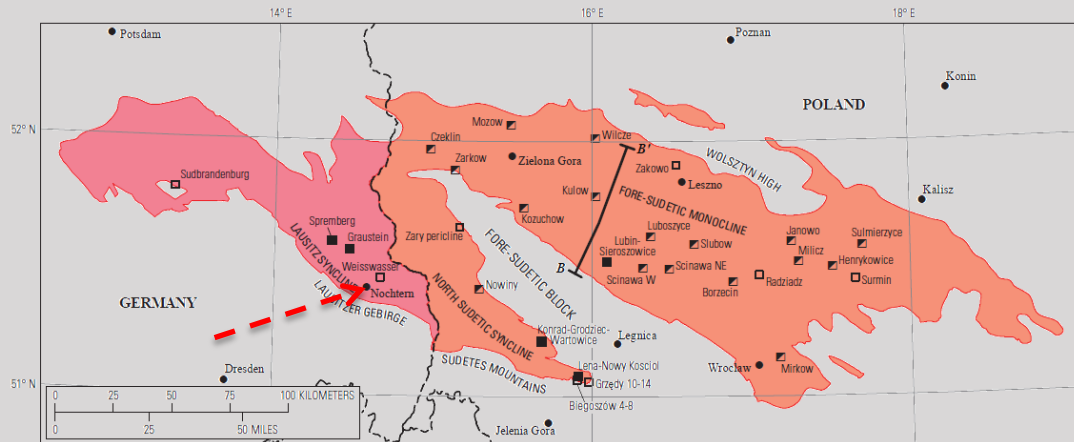 14° E
16° E
18° E
52° N
51° N
Potsdam
Poznan
Konin
POLAND
Mozow
Wilcze
Czeklin
Zarkow
Zielona Gora
B'
Zakowo
WOLSZTYN HIGH
Leszno
Kalisz
Sudbrandenburg
Kulow
FORE-SUDETIC MONOCLINE
Kozuchow
Spremberg
Graustein
Zary pericline
Luboszyce
Janowo
Sulmierzyce
Slubow
Lubin-
Sieroszowice
Milicz
Henrykowice
LAUSITZ SYNCLINE
Weisswasser
FORE-SUDETIC BLOCK
B
Scinawa W
Scinawa NE
Borzecin
Radziadz
Surmin
Nochtern
Nowiny
GERMANY
LAUSITZER GEBIRGE
NORTH SUDETIC SYNCLINE
Konrad-Grodziec-
Wartowice
Legnica
SUDETES MOUNTAINS
Lena-Nowy Kosciol
Grzędy 10-14
Wrocław
Mirkow
Dresden
Biegoszów 4-8
Jelenia Gora
0 25 50 75 100 KILOMETERS
0 25 50 MILES